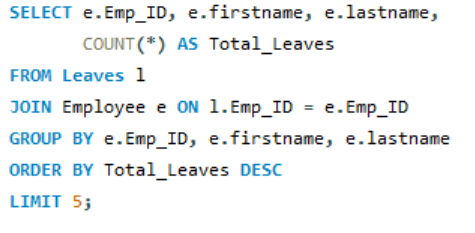 SELECT e.Emp_ID, e.firstname, e.lastname,
COUNT(*) AS Total_Leaves
FROM Leaves l
JOIN Employee e ON l.Emp_ID = e.Emp_ID
GROUP BY e.Emp_ID, e.firstname, e.lastname
ORDER BY Total_Leaves DESC
LIMIT 5;